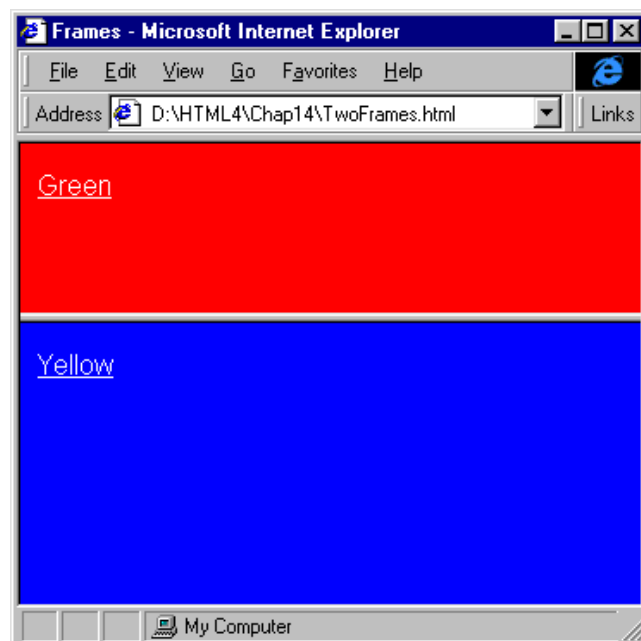 Frames - Microsoft Internet Explorer
File Edit View Go Favorites Help
Address D:\HTML4\Chap14\TwoFrames.html Links
Green
Yellow
My Computer